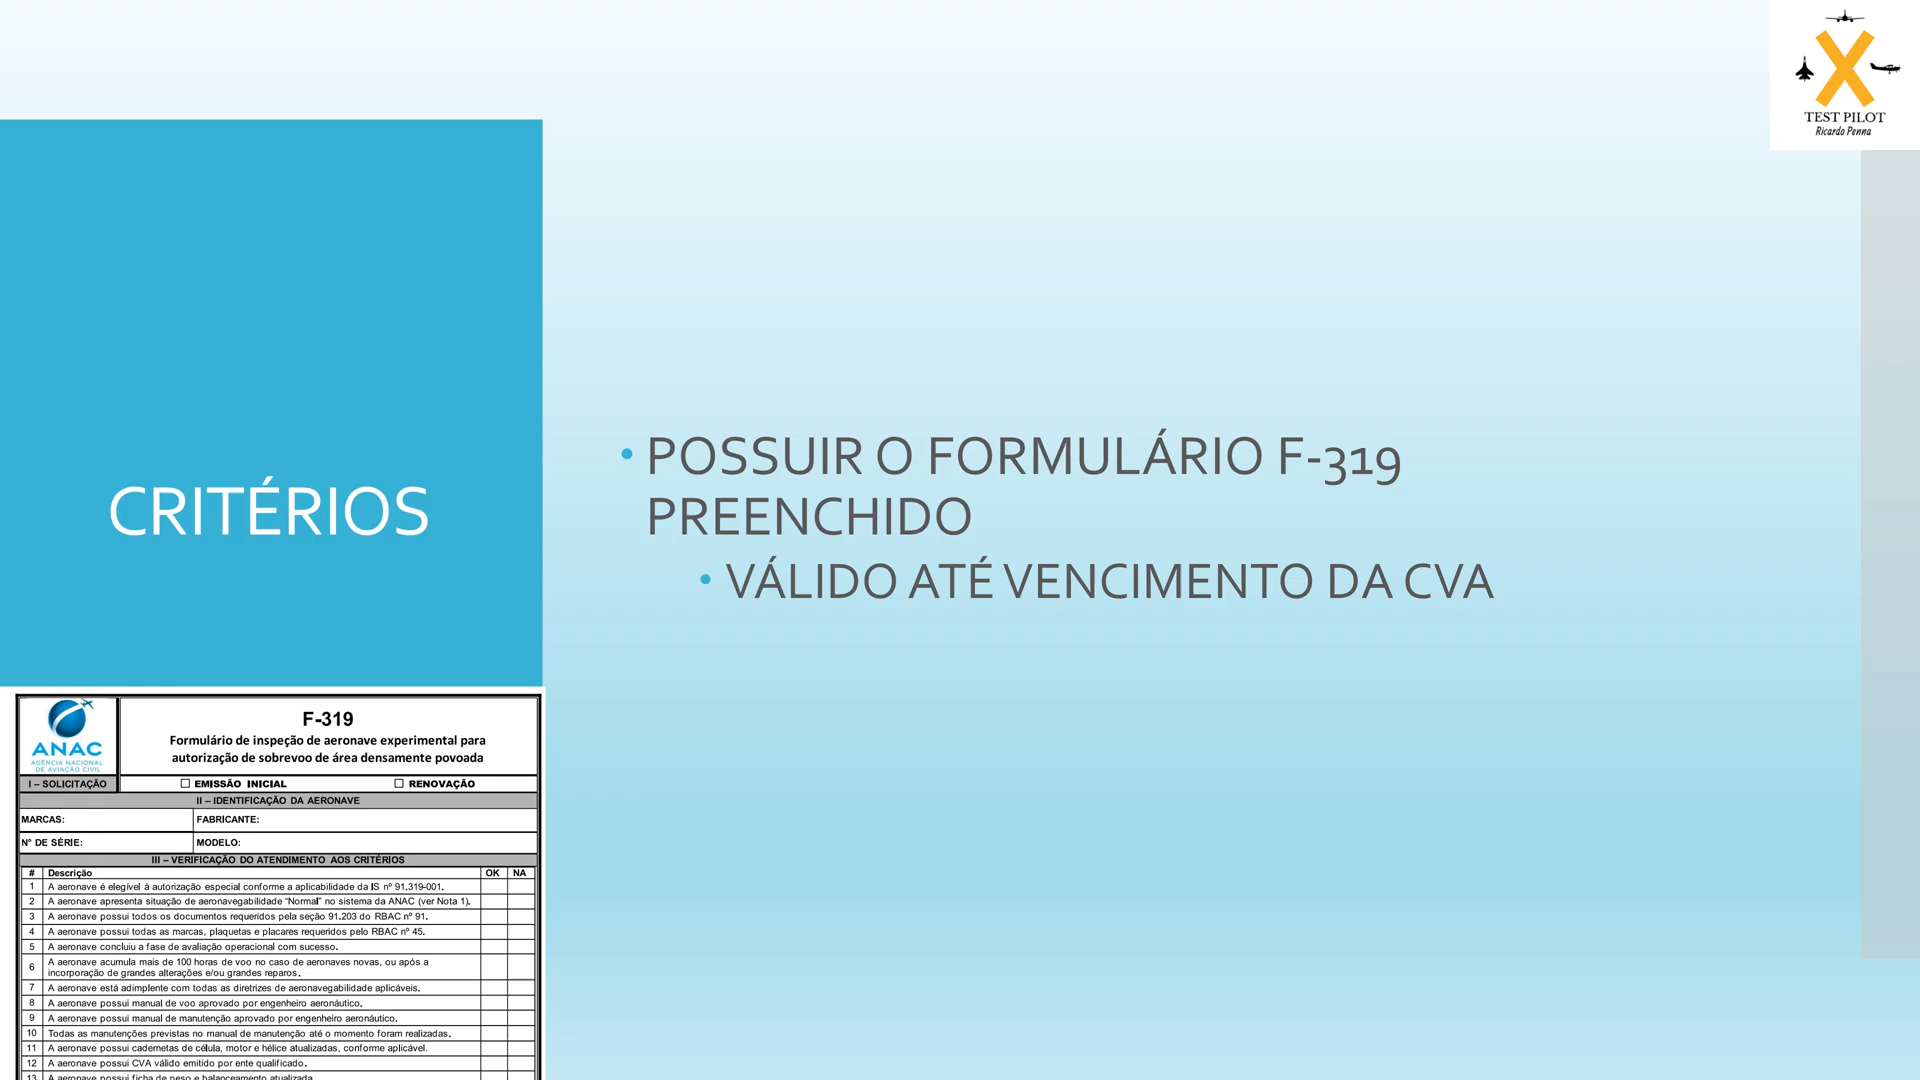 TEST PILOT
Ricardo Penna
CRITÉRIOS
• POSSUIR O FORMULÁRIO F-319
PREENCHIDO
• VÁLIDO ATÉ VENCIMENTO DA CVA
ANAC
AGÊNCIA NACIONAL
DE AVIAÇÃO CIVIL
F-319
Formulário de inspeção de aeronave experimental para
autorização de sobrevoo de área densamente povoada
I – SOLICITAÇÃO ☐ EMISSÃO INICIAL ☐ RENOVAÇÃO
II – IDENTIFICAÇÃO DA AERONAVE
MARCAS: FABRICANTE:
N° DE SÉRIE: MODELO:
III – VERIFICAÇÃO DO ATENDIMENTO AOS CRITÉRIOS
# Descrição OK NA
1 A aeronave é elegível à autorização especial conforme a aplicabilidade da IS nº 91.319-001.
2 A aeronave apresenta situação de aeronavegabilidade “Normal” no sistema da ANAC (ver Nota 1).
3 A aeronave possui todos os documentos requeridos pela seção 91.203 do RBAC nº 91.
4 A aeronave possui todas as marcas, plaquetas e placares requeridos pelo RBAC nº 45.
5 A aeronave concluiu a fase de avaliação operacional com sucesso.
6 A aeronave acumula mais de 100 horas de voo no caso de aeronaves novas, ou após a
incorporação de grandes alterações e/ou grandes reparos.
7 A aeronave está adimplente com todas as diretrizes de aeronavegabilidade aplicáveis.
8 A aeronave possui manual de voo aprovado por engenheiro aeronáutico.
9 A aeronave possui manual de manutenção aprovado por engenheiro aeronáutico.
10 Todas as manutenções previstas no manual de manutenção até o momento foram realizadas.
11 A aeronave possui cadernetas de célula, motor e hélice atualizadas, conforme aplicável.
12 A aeronave possui CVA válido emitido por ente qualificado.
13 A aeronave possui ficha de peso e balanceamento atualizada